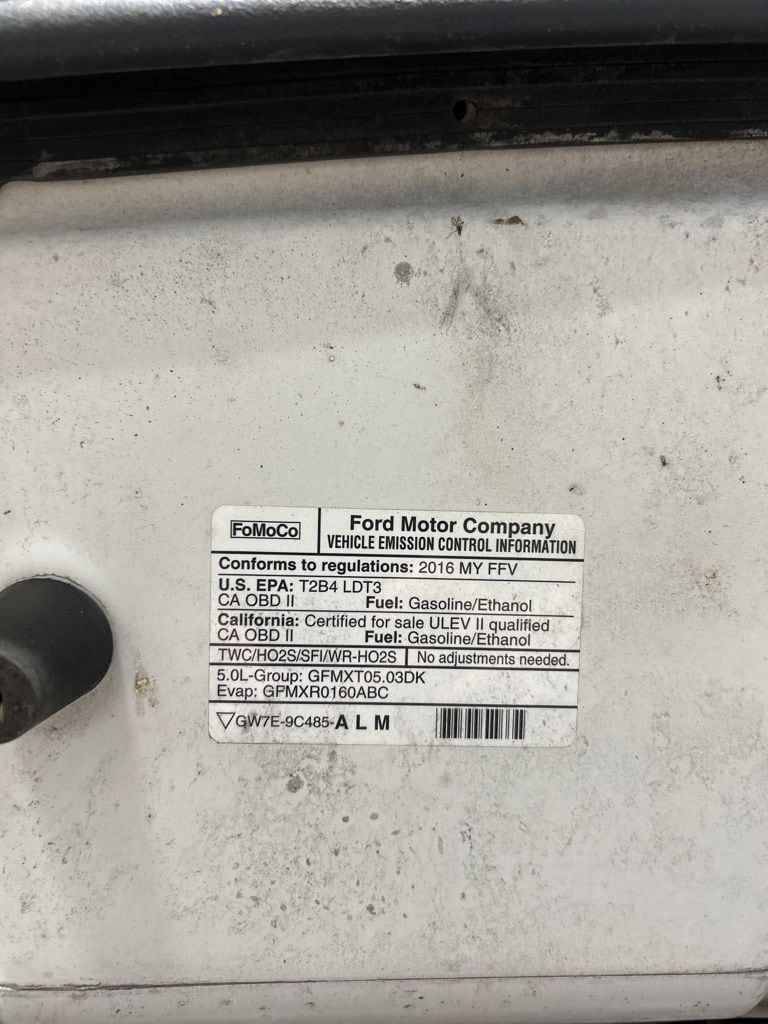 FoMoCo
Ford Motor Company
VEHICLE EMISSION CONTROL INFORMATION
Conforms to regulations: 2016 MY FFV
U.S. EPA: T2B4 LDT3
CA OBD II Fuel: Gasoline/Ethanol
California: Certified for sale ULEV II qualified
CA OBD II Fuel: Gasoline/Ethanol
TWC/HO2S/SFI/WR-HO2S No adjustments needed.
5.0L-Group: GFMXT05.03DK
Evap: GFMXR0160ABC
GW7E-9C485-A L M